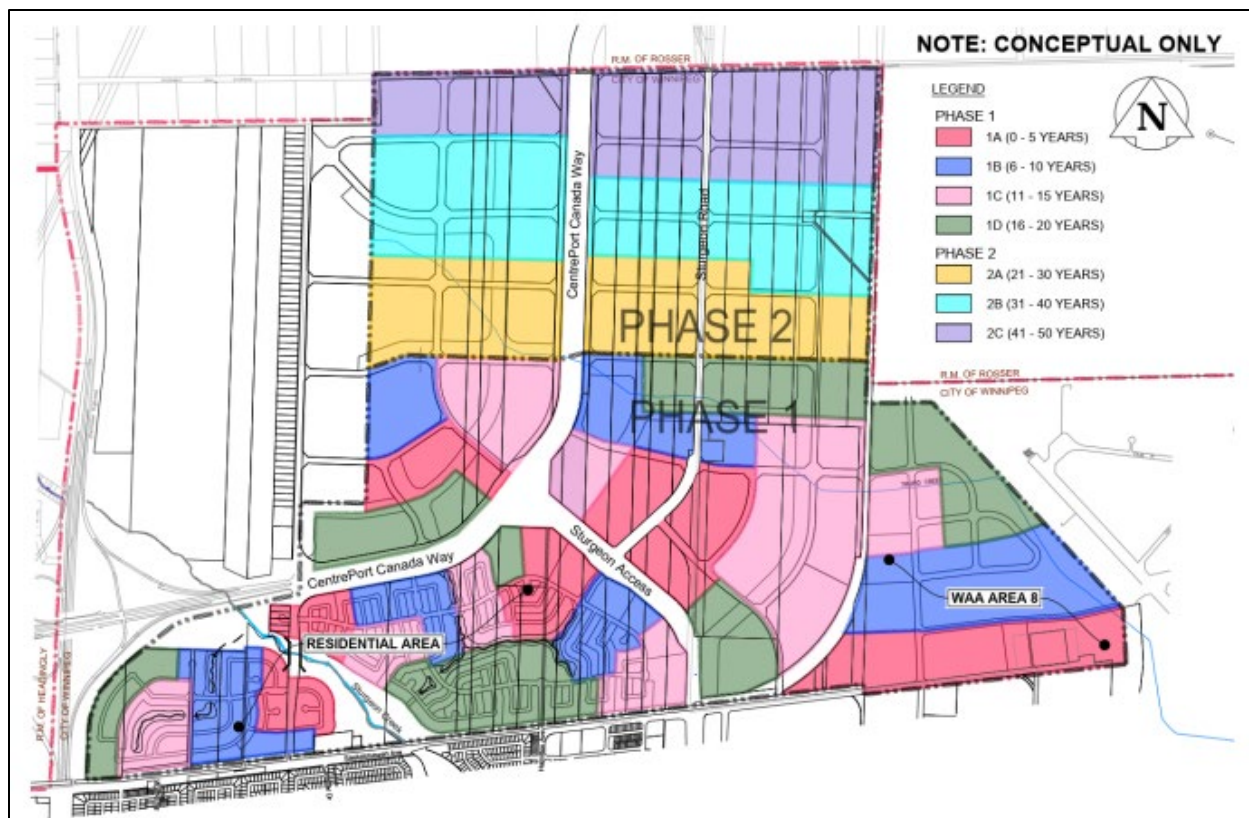 NOTE: CONCEPTUAL ONLY
R.M. OF ROSSER
CITY OF WINNIPEG
LEGEND
PHASE 1
1A (0 - 5 YEARS)
1B (6 - 10 YEARS)
1C (11 - 15 YEARS)
1D (16 - 20 YEARS)
PHASE 2
2A (21 - 30 YEARS)
2B (31 - 40 YEARS)
2C (41 - 50 YEARS)
N
CentrePort Canada Way
Sturgeon Road
PHASE 2
PHASE 1
R.M. OF ROSSER
CITY OF WINNIPEG
Sturgeon Access
CentrePort Canada Way
WAA AREA 8
RESIDENTIAL AREA
Sturgeon Creek
R.M. OF HEADINGLY
CITY OF WINNIPEG